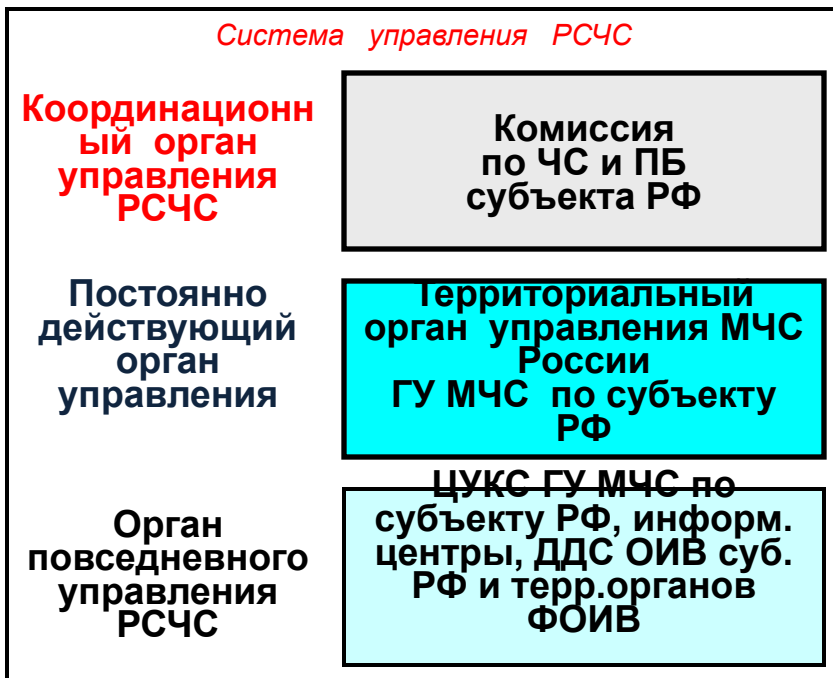 Система управления РСЧС
Координационн
ый орган
управления
РСЧС
Комиссия
по ЧС и ПБ
субъекта РФ
Постоянно
действующий
орган
управления
Территориальный
орган управления МЧС
России
ГУ МЧС по субъекту
РФ
Орган
повседневного
управления
РСЧС
ЦУКС ГУ МЧС по
субъекту РФ, информ.
центры, ДДС ОИВ суб.
РФ и терр.органов
ФОИВ